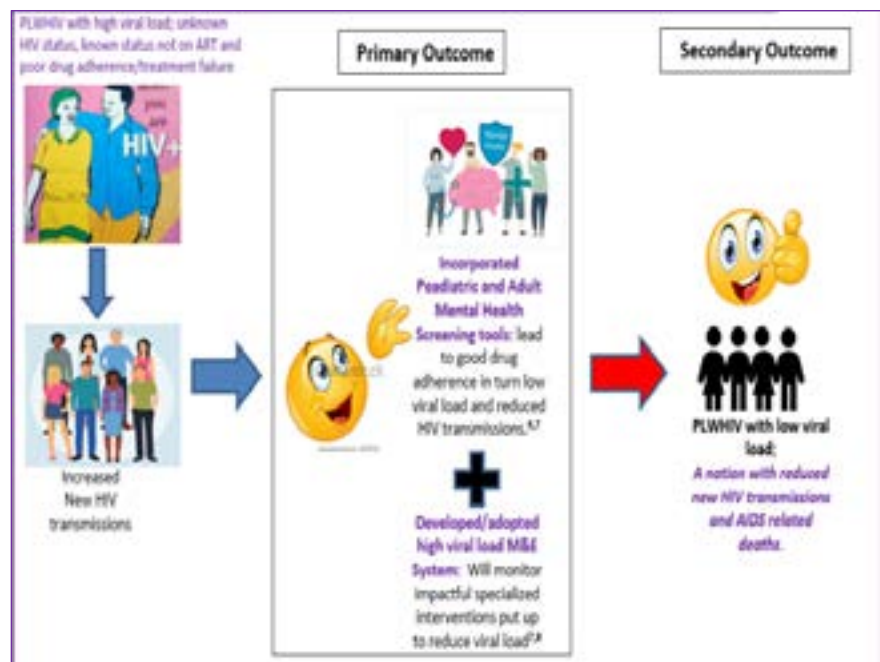 PLWHIV with high viral load; unknown
HIV status, known status not on ART and
poor drug adherence/treatment failure
YOU
ARE
HIV+
Increased
New HIV
transmissions
Primary Outcome
Incorporated
Peadiatric and Adult
Mental Health
Screening tools: lead
to good drug
adherence in turn low
viral load and reduced
HIV transmissions.
Developed/adopted
high viral load M&E
System: Will monitor
impactful specialized
interventions put up
to reduce viral load
Secondary Outcome
PLWHIV with low viral
load;
A nation with reduced
new HIV transmissions
and AIDS related
deaths.